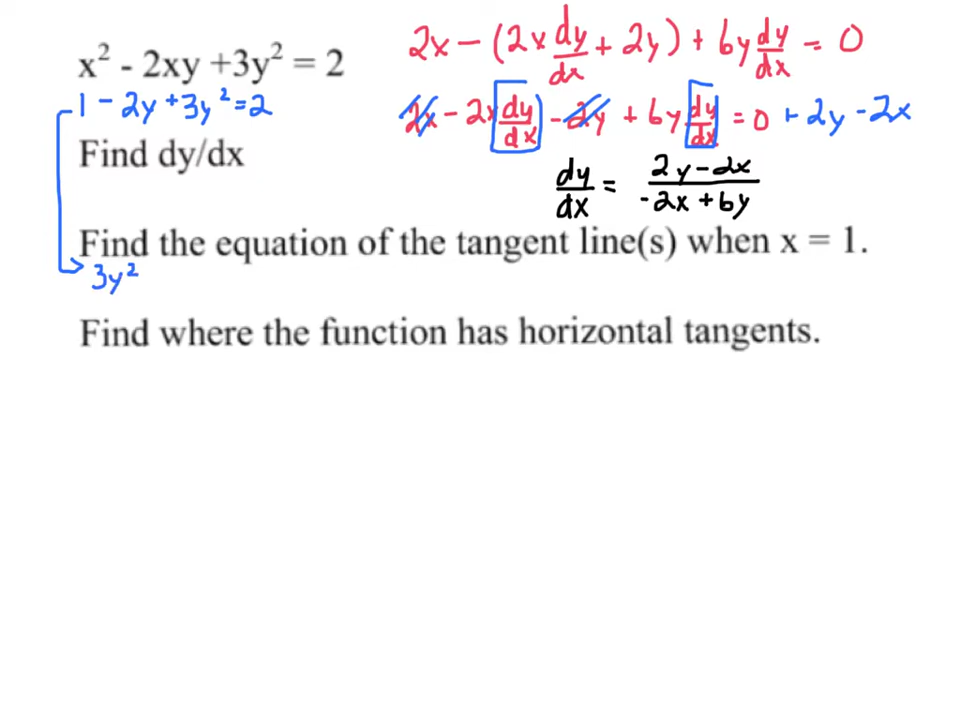 x² - 2xy +3y² = 2
1 - 2y + 3y² = 2
2x - (2x dy/dx + 2y) + 6y dy/dx = 0
2x - 2x dy/dx - 2y + 6y dy/dx = 0 + 2y - 2x
Find dy/dx
dy/dx = (2y - 2x)/(-2x + 6y)
Find the equation of the tangent line(s) when x = 1.
3y²
Find where the function has horizontal tangents.